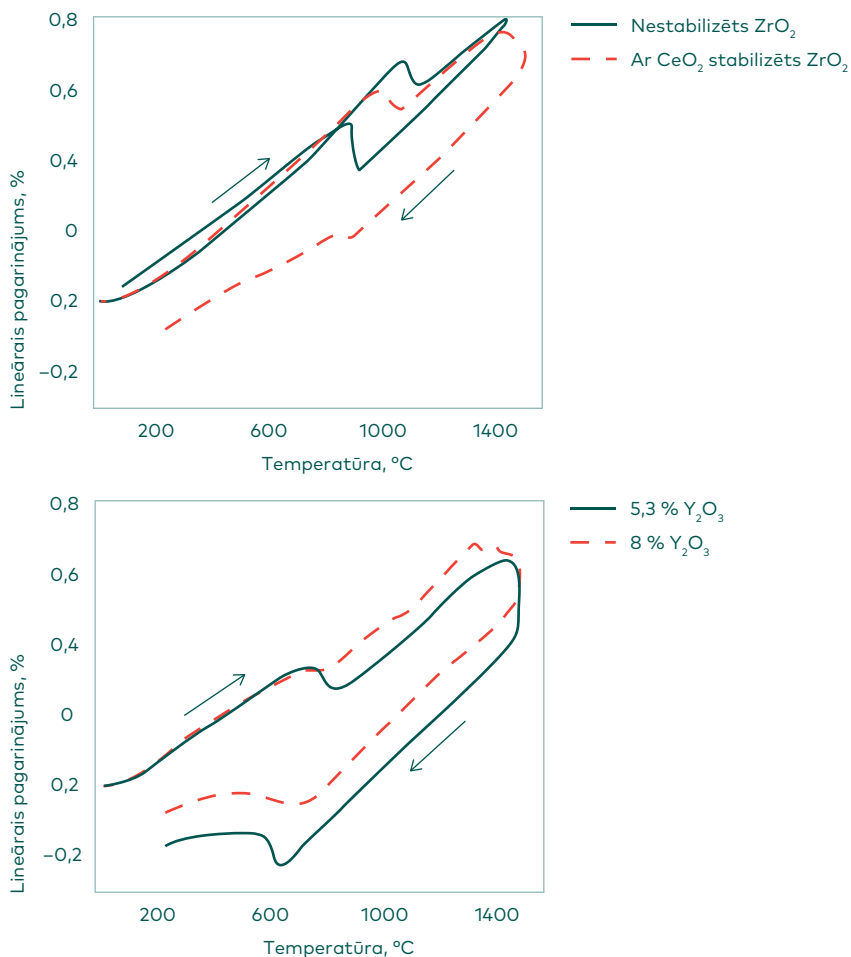 0,8
0,6
0,4
0
0,2
−0,2
Lineārais pagarinājums, %
200 600 1000 1400
Temperatūra, °C
Nestabilizēts ZrO₂
Ar CeO₂ stabilizēts ZrO₂
0,8
0,6
0,4
0
0,2
−0,2
Lineārais pagarinājums, %
200 600 1000 1400
Temperatūra, °C
5,3 % Y₂O₃
8 % Y₂O₃